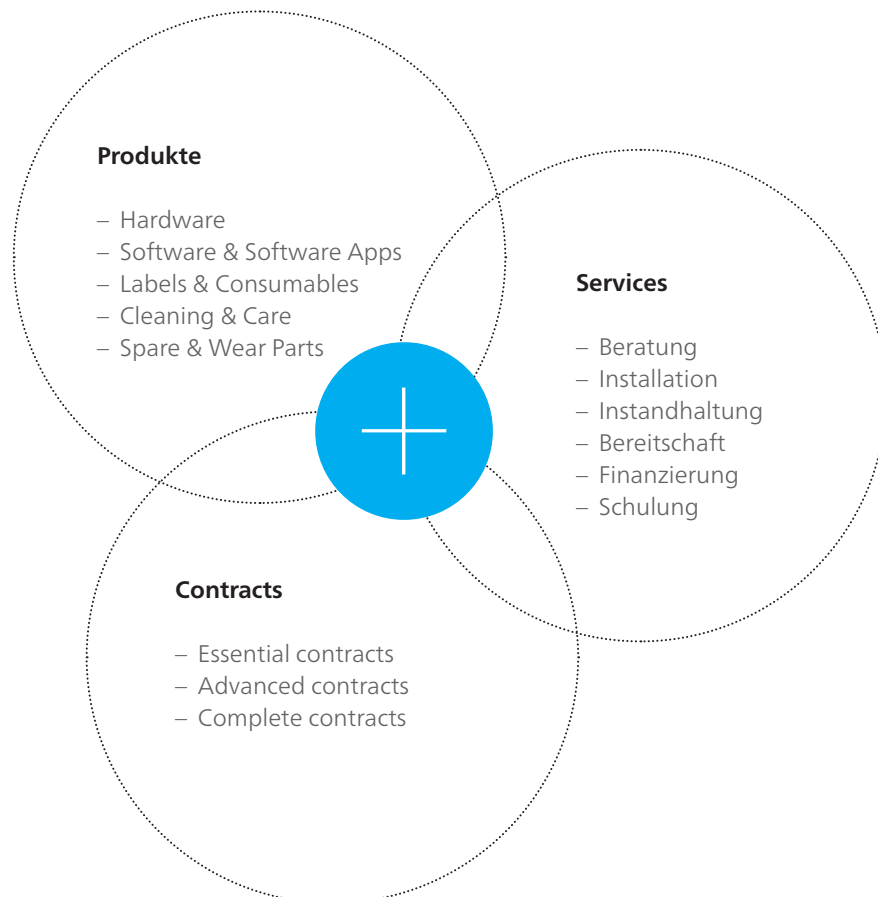 Produkte
– Hardware
– Software & Software Apps
– Labels & Consumables
– Cleaning & Care
– Spare & Wear Parts
Services
– Beratung
– Installation
– Instandhaltung
– Bereitschaft
– Finanzierung
– Schulung
Contracts
– Essential contracts
– Advanced contracts
– Complete contracts